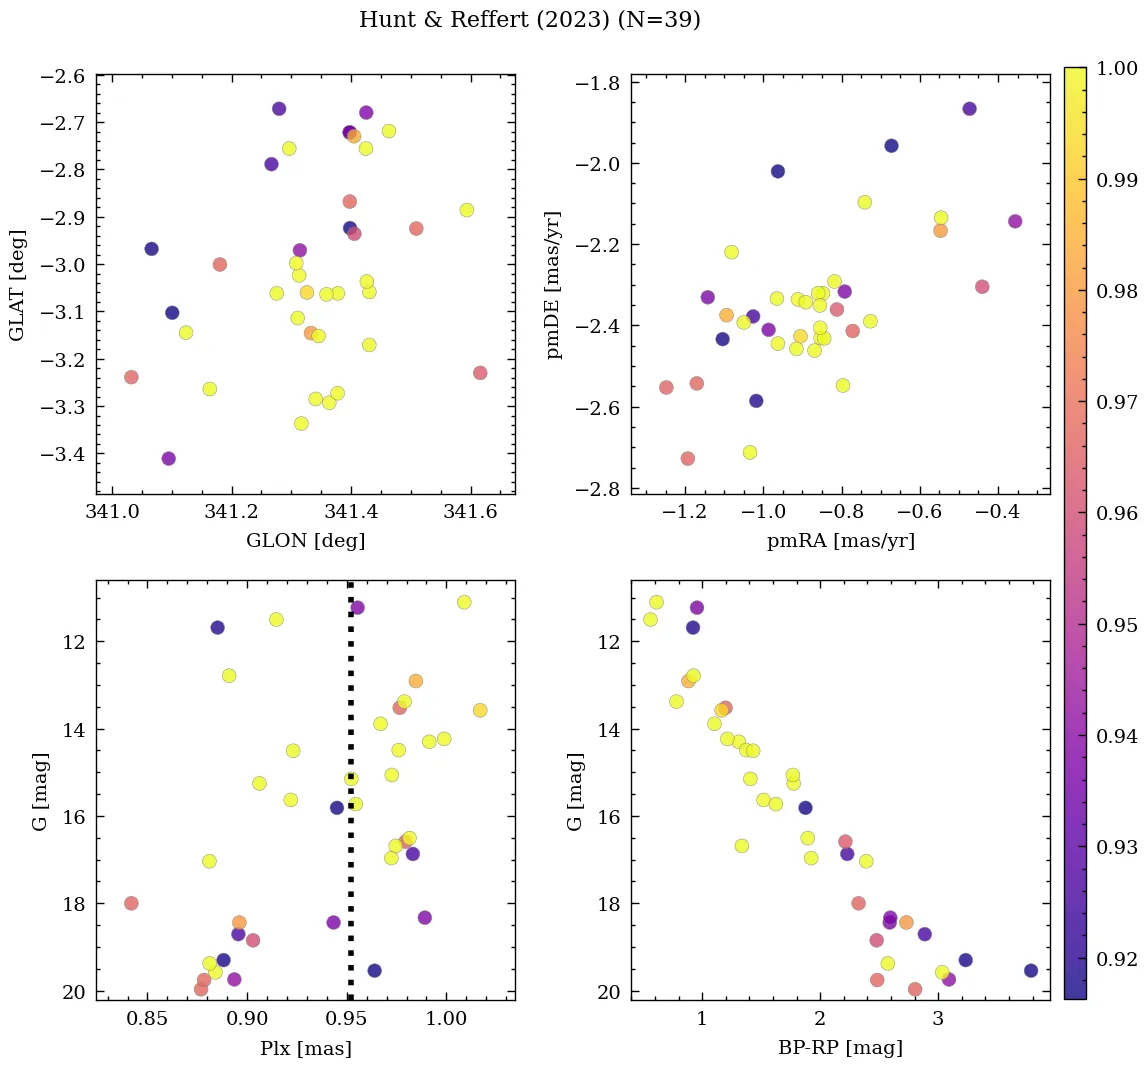 Hunt & Reffert (2023) (N=39)
−2.6
−2.7
−2.8
−2.9
−3.0
−3.1
−3.2
−3.3
−3.4
GLAT [deg]
341.0 341.2 341.4 341.6
GLON [deg]
−1.8
−2.0
−2.2
−2.4
−2.6
−2.8
pmDE [mas/yr]
−1.2 −1.0 −0.8 −0.6 −0.4
pmRA [mas/yr]
12
14
16
18
20
G [mag]
0.85 0.90 0.95 1.00
Plx [mas]
12
14
16
18
20
G [mag]
1 2 3
BP-RP [mag]
1.00
0.99
0.98
0.97
0.96
0.95
0.94
0.93
0.92